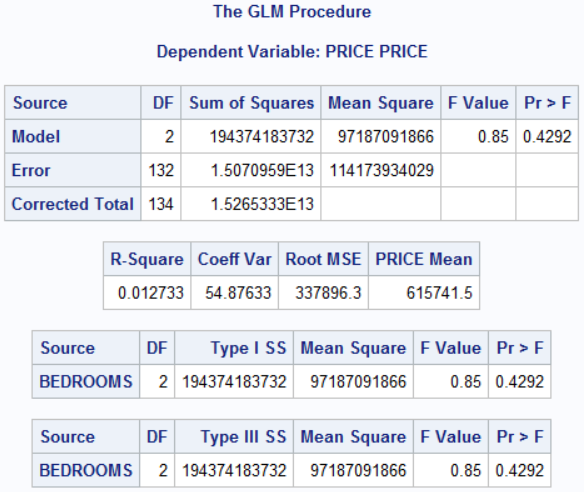 The GLM Procedure
Dependent Variable: PRICE PRICE
Source DF Sum of Squares Mean Square F Value Pr > F
Model 2 194374183732 97187091866 0.85 0.4292
Error 132 1.5070959E13 114173934029
Corrected Total 134 1.5265333E13
R-Square Coeff Var Root MSE PRICE Mean
0.012733 54.87633 337896.3 615741.5
Source DF Type I SS Mean Square F Value Pr > F
BEDROOMS 2 194374183732 97187091866 0.85 0.4292
Source DF Type III SS Mean Square F Value Pr > F
BEDROOMS 2 194374183732 97187091866 0.85 0.4292